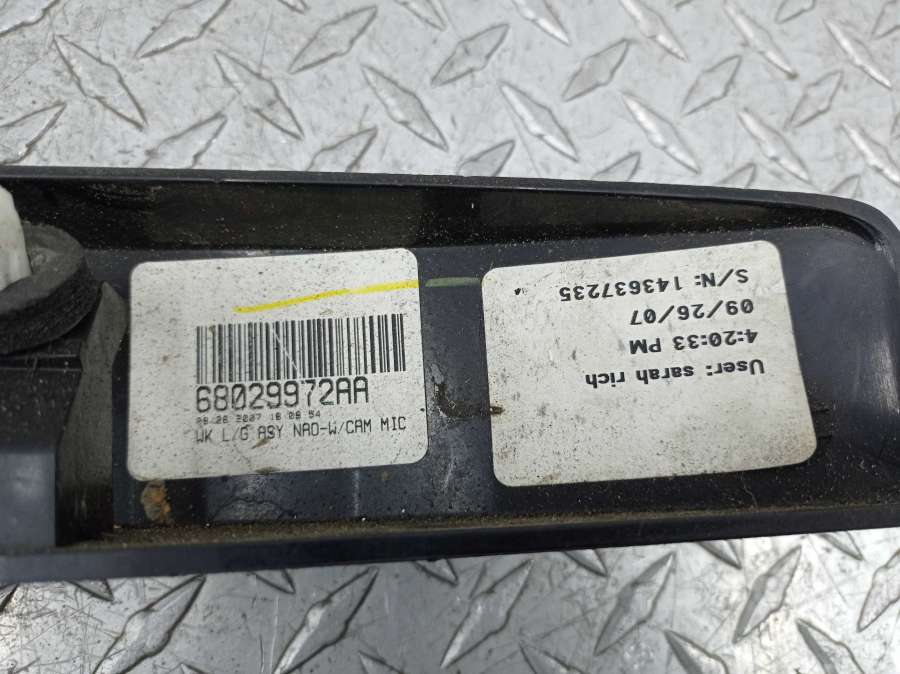 68029972AA
09/26 2007 16 09 54
WK L/G ASY NAD-W/CAM MIC
User: sarah rich
4:20:33 PM
09/26/07
S/N: 143637235